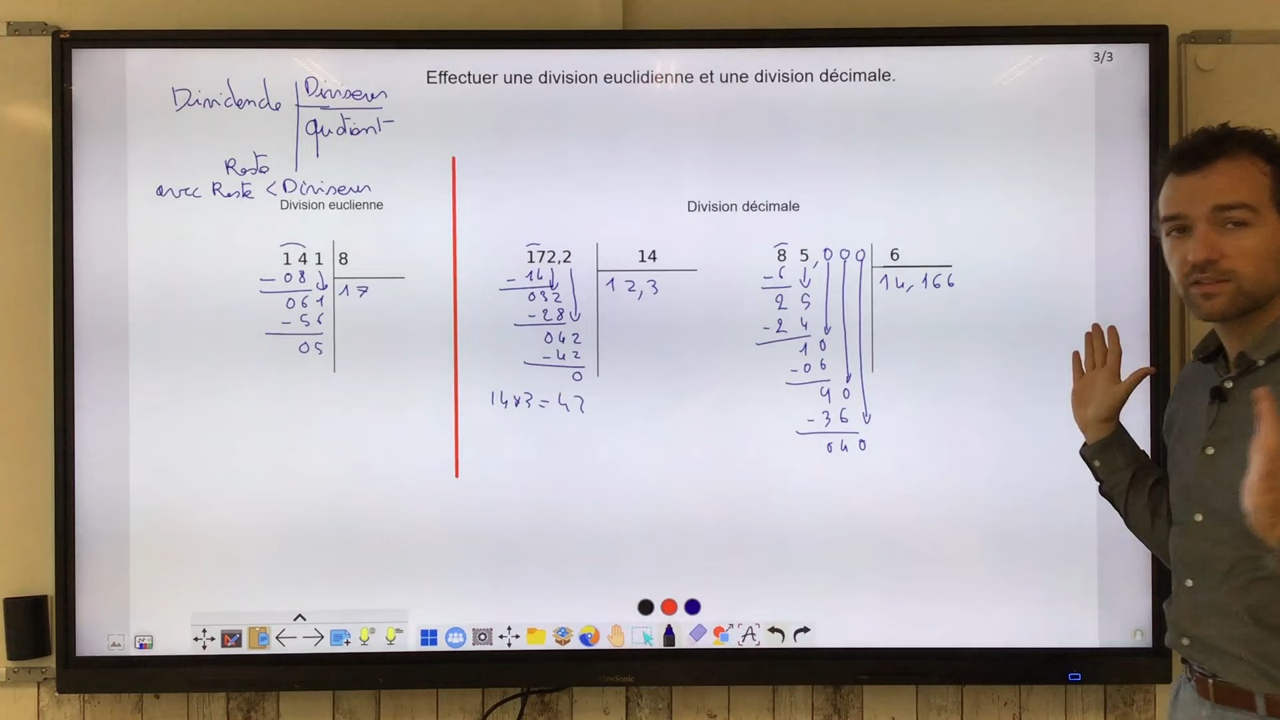 3/3
Effectuer une division euclidienne et une division décimale.
Dividende | Diviseur
quotient
Reste
avec Reste < Diviseur
Division euclienne
141 | 8
- 08
17
061
- 56
05
Division décimale
172,2 | 14
- 14
12,3
032
- 28
042
- 42
0
14 x 3 = 42
85,000 | 6
- 6
14,166
25
- 24
10
- 06
40
- 36
040
ViewSonic